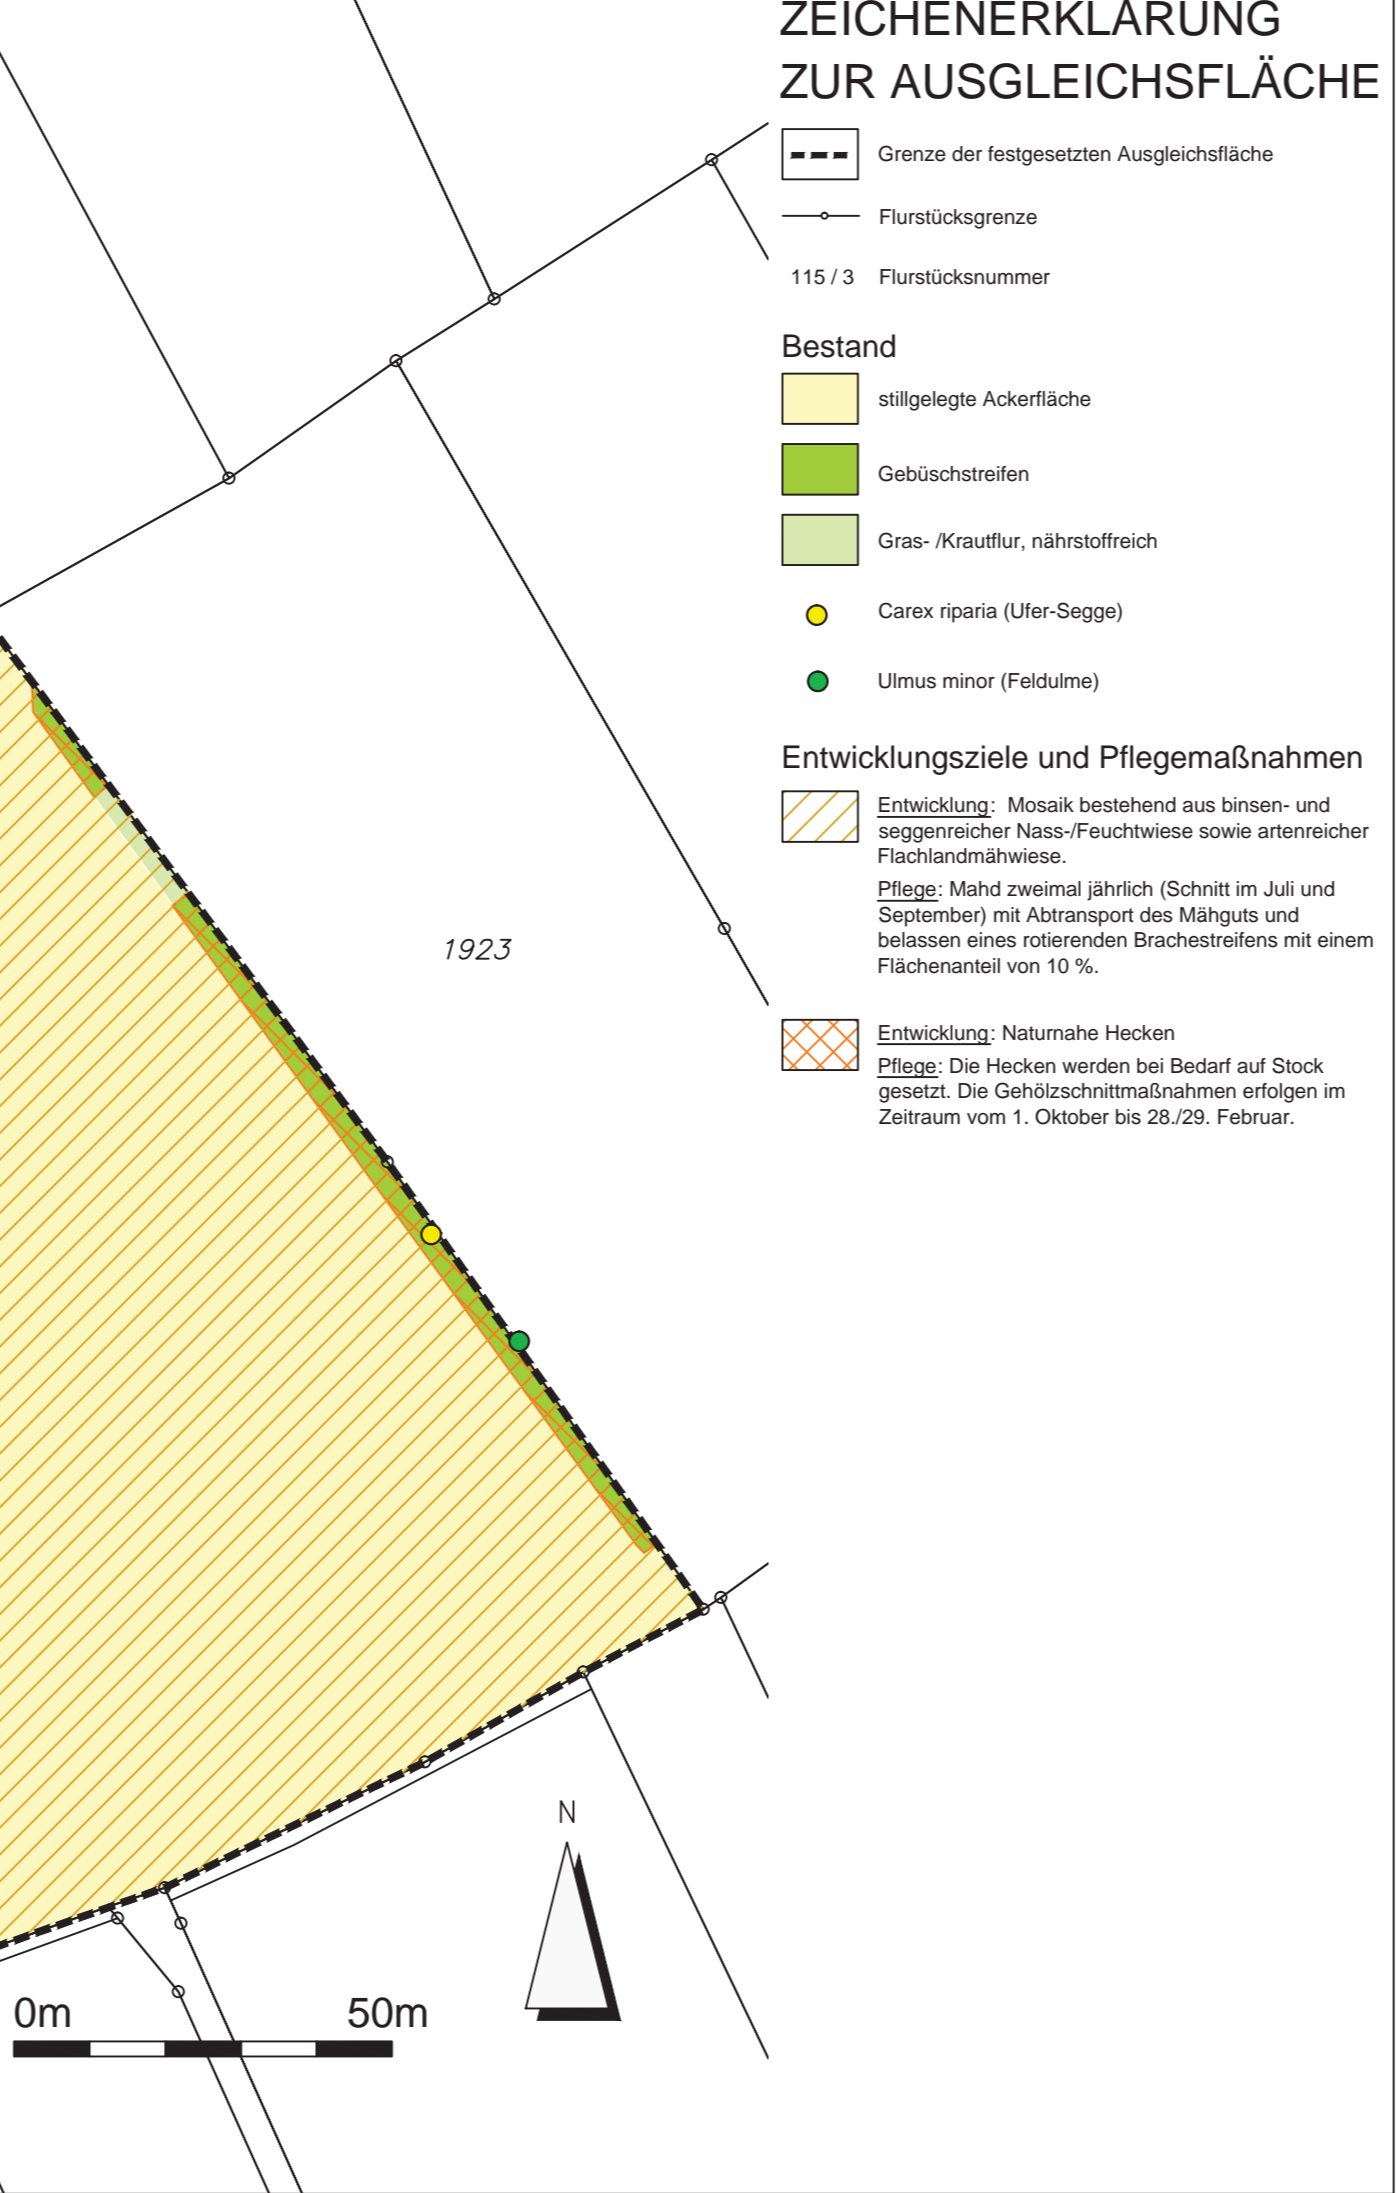 ZEICHENERKLÄRUNG
ZUR AUSGLEICHSFLÄCHE
Grenze der festgesetzten Ausgleichsfläche
Flurstücksgrenze
115 / 3 Flurstücksnummer
Bestand
stillgelegte Ackerfläche
Gebüschstreifen
Gras- /Krautflur, nährstoffreich
Carex riparia (Ufer-Segge)
Ulmus minor (Feldulme)
Entwicklungsziele und Pflegemaßnahmen
Entwicklung: Mosaik bestehend aus binsen- und
seggenreicher Nass-/Feuchtwiese sowie artenreicher
Flachlandmähwiese.
Pflege: Mahd zweimal jährlich (Schnitt im Juli und
September) mit Abtransport des Mähguts und
belassen eines rotierenden Brachestreifens mit einem
Flächenanteil von 10 %.
Entwicklung: Naturnahe Hecken
Pflege: Die Hecken werden bei Bedarf auf Stock
gesetzt. Die Gehölzschnittmaßnahmen erfolgen im
Zeitraum vom 1. Oktober bis 28./29. Februar.
1923
N
0m 50m